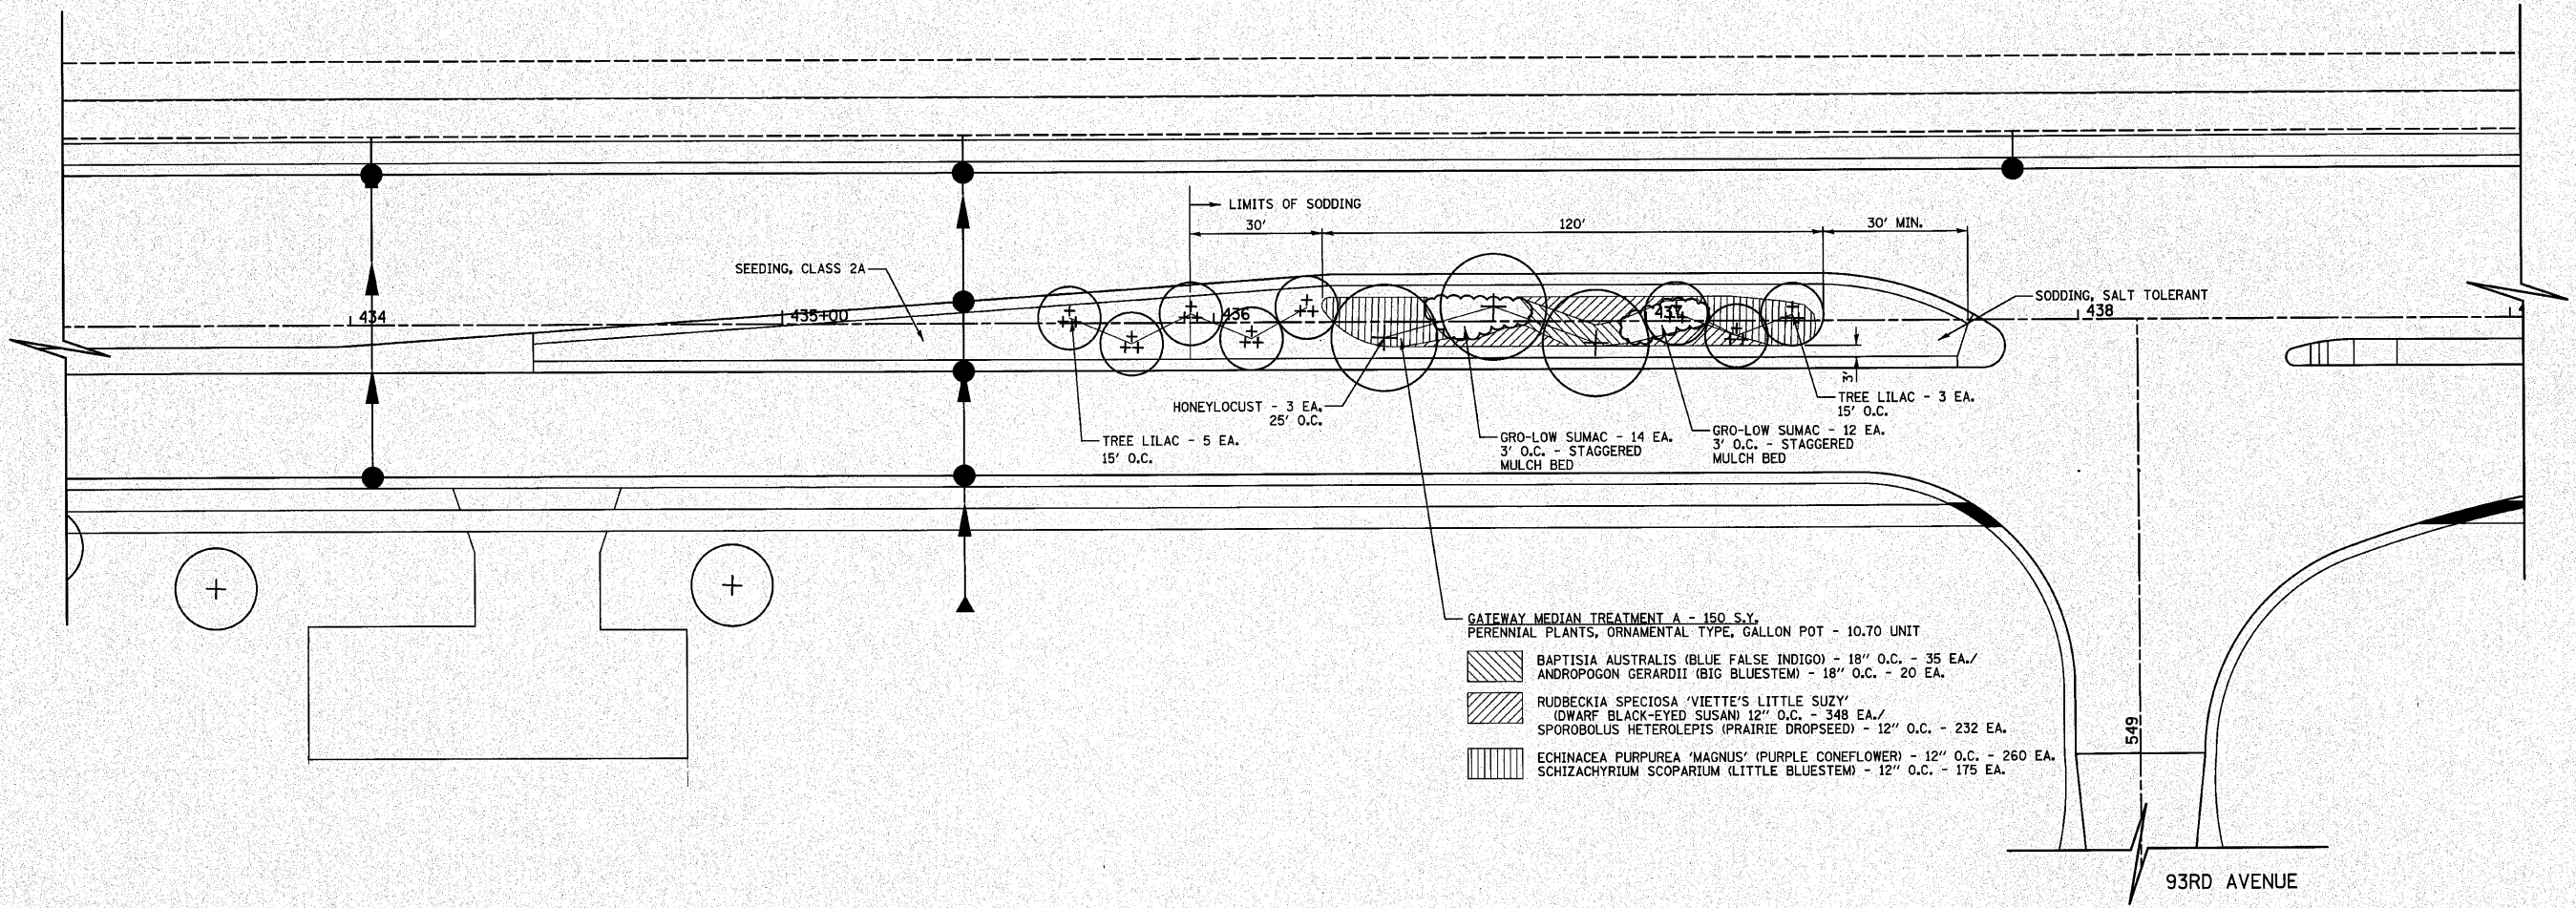 LIMITS OF SODDING
30'
120'
30' MIN.
SEEDING, CLASS 2A
SODDING, SALT TOLERANT
434
435+00
436
437
438
3'
HONEYLOCUST - 3 EA.
25' O.C.
TREE LILAC - 5 EA.
15' O.C.
GRO-LOW SUMAC - 14 EA.
3' O.C. - STAGGERED
MULCH BED
GRO-LOW SUMAC - 12 EA.
3' O.C. - STAGGERED
MULCH BED
TREE LILAC - 3 EA.
15' O.C.
GATEWAY MEDIAN TREATMENT A - 150 S.Y.
PERENNIAL PLANTS, ORNAMENTAL TYPE, GALLON POT - 10.70 UNIT
BAPTISIA AUSTRALIS (BLUE FALSE INDIGO) - 18" O.C. - 35 EA./
ANDROPOGON GERARDII (BIG BLUESTEM) - 18" O.C. - 20 EA.
RUDBECKIA SPECIOSA 'VIETTE'S LITTLE SUZY'
(DWARF BLACK-EYED SUSAN) 12" O.C. - 348 EA./
SPOROBOLUS HETEROLEPIS (PRAIRIE DROPSEED) - 12" O.C. - 232 EA.
ECHINACEA PURPUREA 'MAGNUS' (PURPLE CONEFLOWER) - 12" O.C. - 260 EA.
SCHIZACHYRIUM SCOPARIUM (LITTLE BLUESTEM) - 12" O.C. - 175 EA.
549
93RD AVENUE